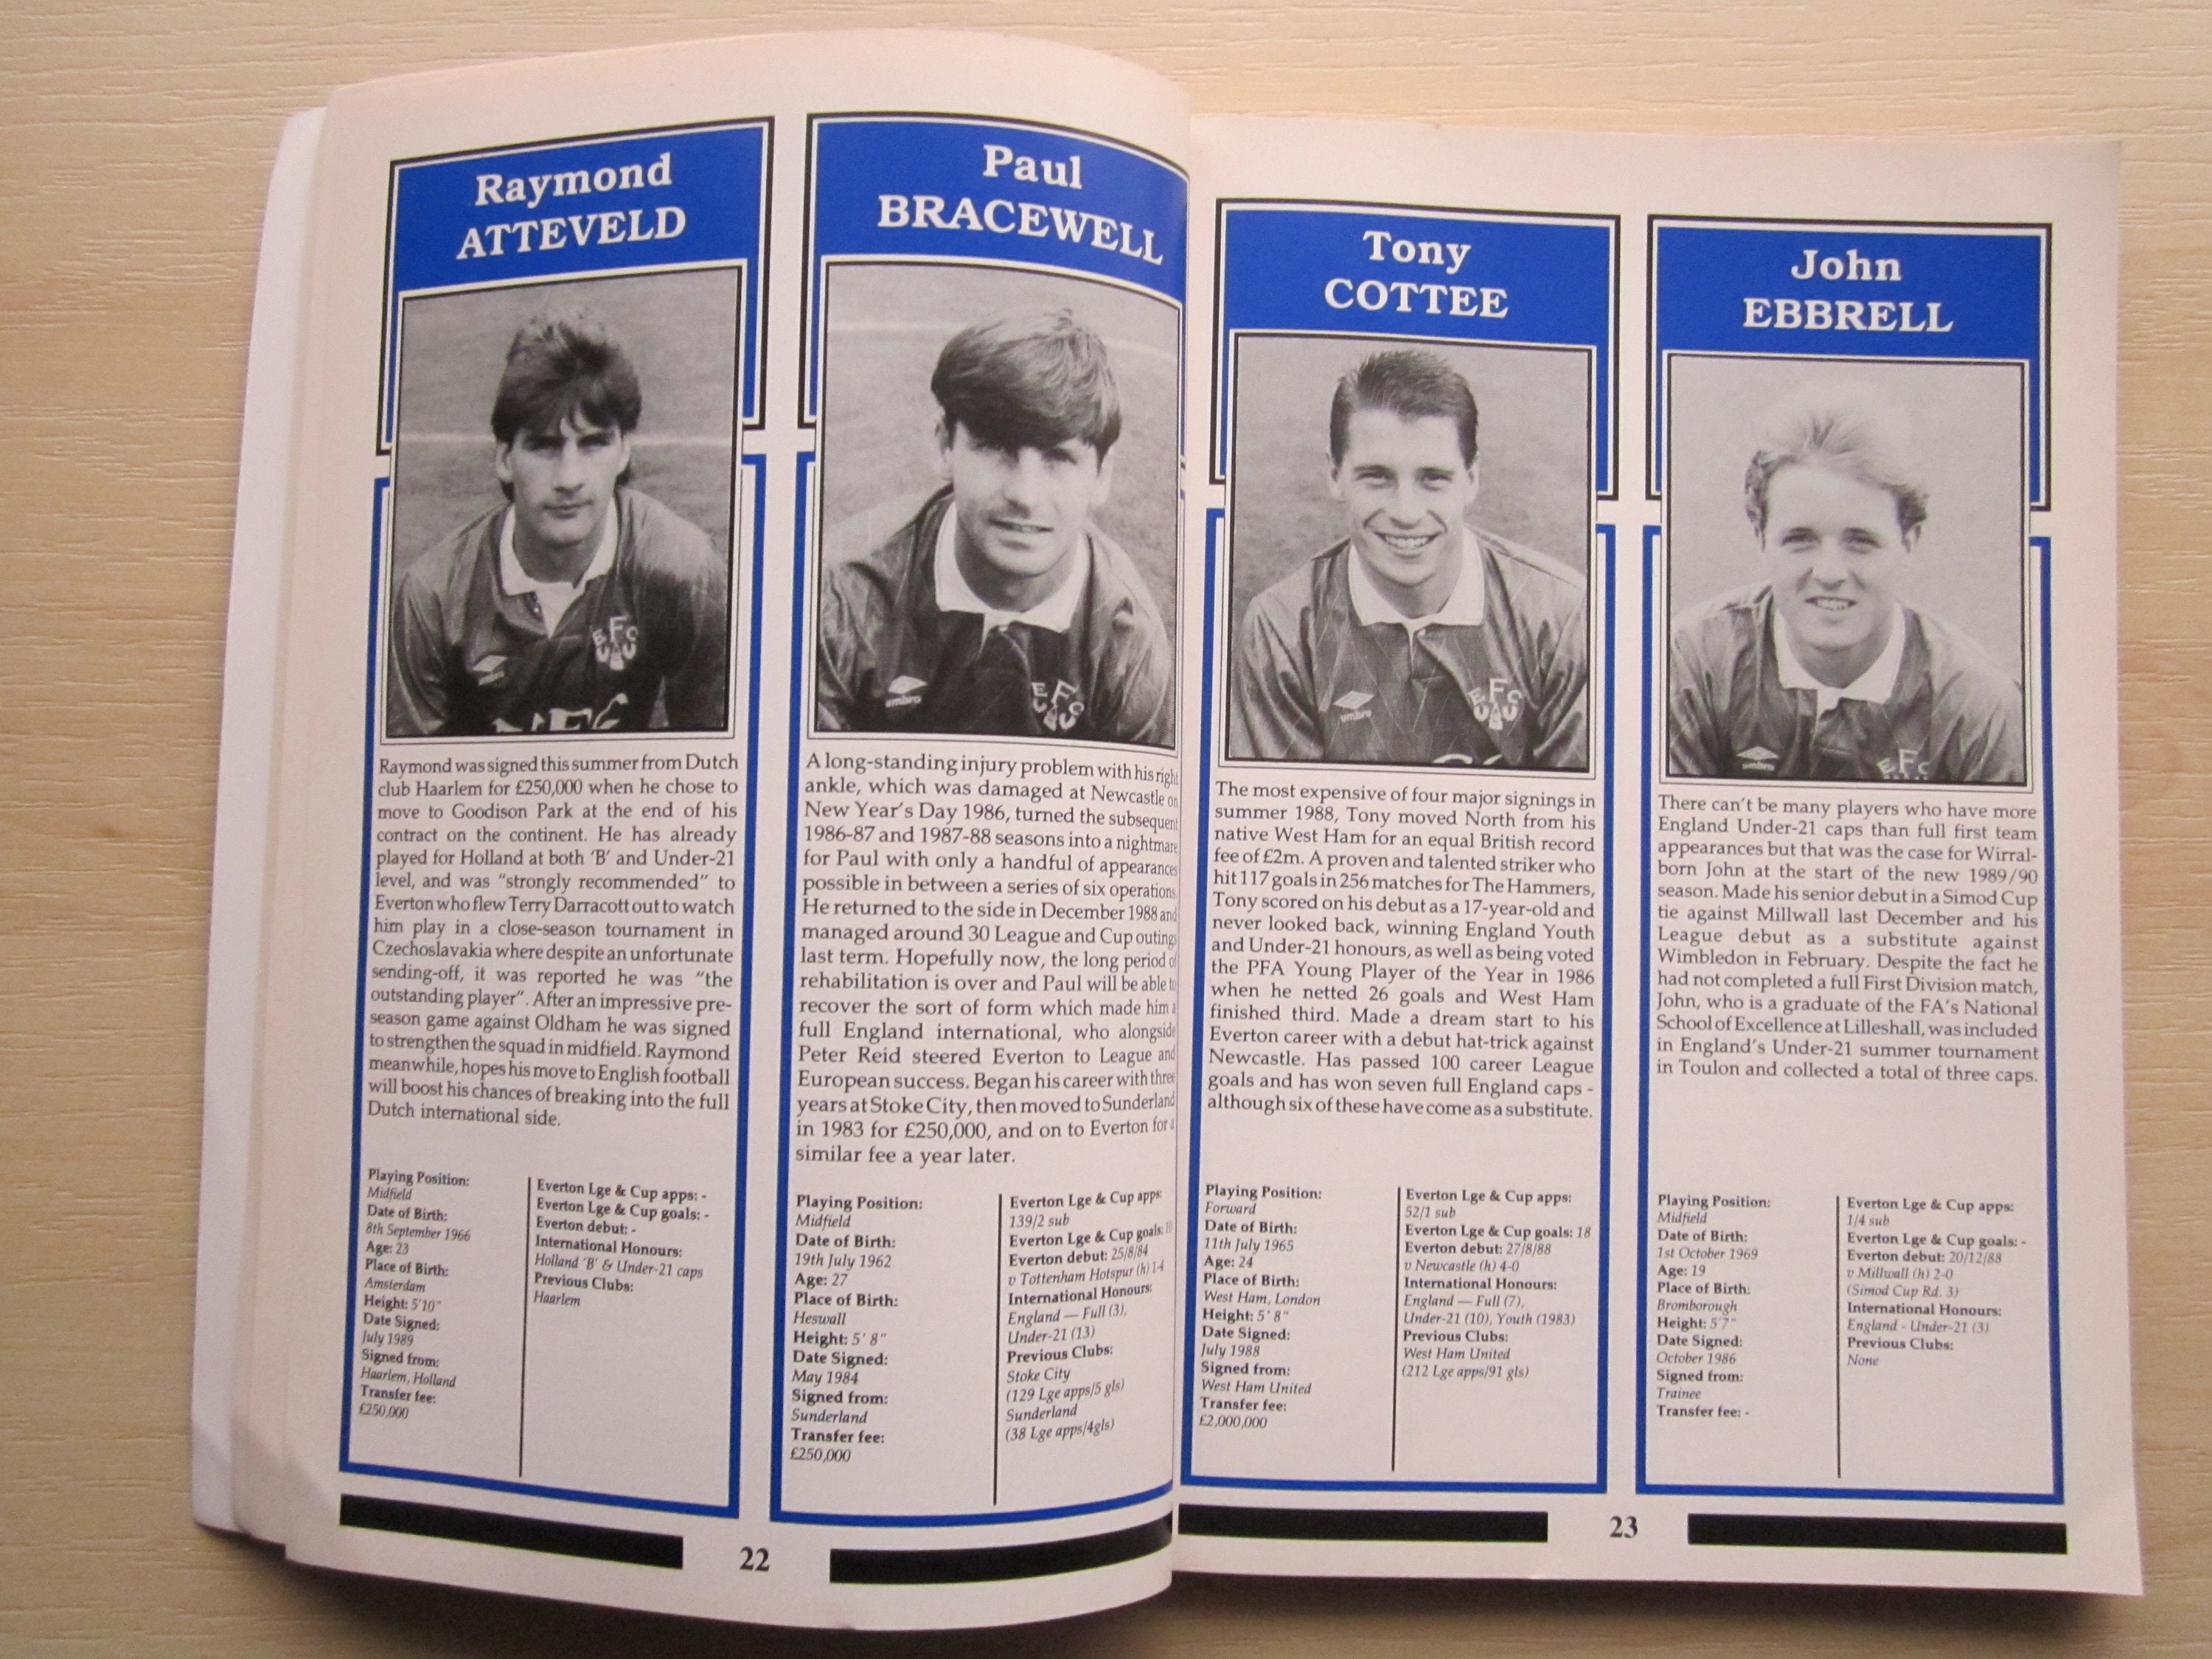 Raymond
ATTEVELD
umbro
EFC
Raymond was signed this summer from Dutch
club Haarlem for £250,000 when he chose to
move to Goodison Park at the end of his
contract on the continent. He has already
played for Holland at both 'B' and Under-21
level, and was "strongly recommended" to
Everton who flew Terry Darracott out to watch
him play in a close-season tournament in
Czechoslavakia where despite an unfortunate
sending-off, it was reported he was "the
outstanding player". After an impressive pre-
season game against Oldham he was signed
to strengthen the squad in midfield. Raymond
meanwhile, hopes his move to English football
will boost his chances of breaking into the full
Dutch international side.
Playing Position:
Midfield
Date of Birth:
8th September 1966
Age: 23
Place of Birth:
Amsterdam
Height: 5'10"
Date Signed:
July 1989
Signed from:
Haarlem, Holland
Transfer fee:
£250,000
Everton Lge & Cup apps: -
Everton Lge & Cup goals: -
Everton debut: -
International Honours:
Holland 'B' & Under-21 caps
Previous Clubs:
Haarlem
Paul
BRACEWELL
umbro
EFC
A long-standing injury problem with his right
ankle, which was damaged at Newcastle on
New Year's Day 1986, turned the subsequent
1986-87 and 1987-88 seasons into a nightmare
for Paul with only a handful of appearances
possible in between a series of six operations.
He returned to the side in December 1988 and
managed around 30 League and Cup outings
last term. Hopefully now, the long period of
rehabilitation is over and Paul will be able to
recover the sort of form which made him a
full England international, who alongside
Peter Reid steered Everton to League and
European success. Began his career with three
years at Stoke City, then moved to Sunderland
in 1983 for £250,000, and on to Everton for a
similar fee a year later.
Playing Position:
Midfield
Date of Birth:
19th July 1962
Age: 27
Place of Birth:
Heswall
Height: 5' 8"
Date Signed:
May 1984
Signed from:
Sunderland
Transfer fee:
£250,000
Everton Lge & Cup apps:
139/2 sub
Everton Lge & Cup goals:
Everton debut: 25/8/84
v Tottenham Hotspur (h) 1-4
International Honours:
England — Full (3),
Under-21 (13)
Previous Clubs:
Stoke City
(129 Lge apps/5 gls)
Sunderland
(38 Lge apps/4gls)
22
Tony
COTTEE
umbro
EFC
The most expensive of four major signings in
summer 1988, Tony moved North from his
native West Ham for an equal British record
fee of £2m. A proven and talented striker who
hit 117 goals in 256 matches for The Hammers,
Tony scored on his debut as a 17-year-old and
never looked back, winning England Youth
and Under-21 honours, as well as being voted
the PFA Young Player of the Year in 1986
when he netted 26 goals and West Ham
finished third. Made a dream start to his
Everton career with a debut hat-trick against
Newcastle. Has passed 100 career League
goals and has won seven full England caps -
although six of these have come as a substitute.
Playing Position:
Forward
Date of Birth:
11th July 1965
Age: 24
Place of Birth:
West Ham, London
Height: 5' 8"
Date Signed:
July 1988
Signed from:
West Ham United
Transfer fee:
£2,000,000
Everton Lge & Cup apps:
52/1 sub
Everton Lge & Cup goals: 18
Everton debut: 27/8/88
v Newcastle (h) 4-0
International Honours:
England — Full (7),
Under-21 (10), Youth (1983)
Previous Clubs:
West Ham United
(212 Lge apps/91 gls)
John
EBBRELL
umbro
EFC
There can't be many players who have more
England Under-21 caps than full first team
appearances but that was the case for Wirral-
born John at the start of the new 1989/90
season. Made his senior debut in a Simod Cup
tie against Millwall last December and his
League debut as a substitute against
Wimbledon in February. Despite the fact he
had not completed a full First Division match,
John, who is a graduate of the FA's National
School of Excellence at Lilleshall, was included
in England's Under-21 summer tournament
in Toulon and collected a total of three caps.
Playing Position:
Midfield
Date of Birth:
1st October 1969
Age: 19
Place of Birth:
Bromborough
Height: 5'7"
Date Signed:
October 1986
Signed from:
Trainee
Transfer fee: -
Everton Lge & Cup apps:
1/4 sub
Everton Lge & Cup goals: -
Everton debut: 20/12/88
v Millwall (h) 2-0
(Simod Cup Rd. 3)
International Honours:
England - Under-21 (3)
Previous Clubs:
None
23